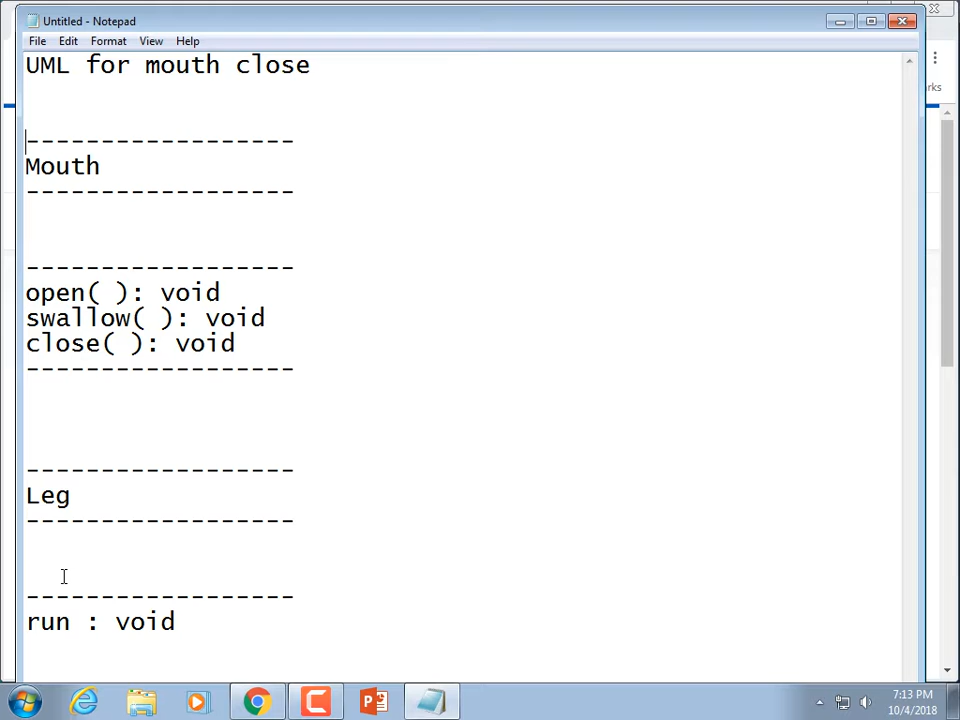 Untitled - Notepad
File Edit Format View Help
UML for mouth close
------------------
Mouth
------------------
------------------
open( ): void
swallow( ): void
close( ): void
------------------
------------------
Leg
------------------
------------------
run : void
rks
7:13 PM
10/4/2018